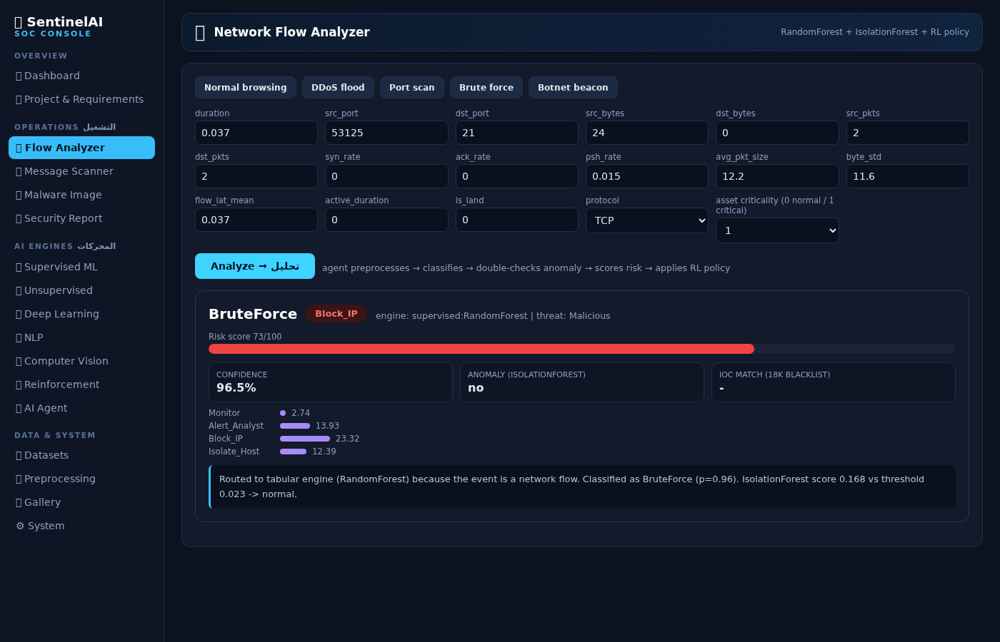 SentinelAI
SOC CONSOLE
OVERVIEW
Dashboard
Project & Requirements
OPERATIONS التشغيل
Flow Analyzer
Message Scanner
Malware Image
Security Report
AI ENGINES المحركات
Supervised ML
Unsupervised
Deep Learning
NLP
Computer Vision
Reinforcement
AI Agent
DATA & SYSTEM
Datasets
Preprocessing
Gallery
⚙ System
Network Flow Analyzer
RandomForest + IsolationForest + RL policy
Normal browsing DDoS flood Port scan Brute force Botnet beacon
duration src_port dst_port src_bytes dst_bytes src_pkts
0.037 53125 21 24 0 2
dst_pkts syn_rate ack_rate psh_rate avg_pkt_size byte_std
2 0 0 0.015 12.2 11.6
flow_iat_mean active_duration is_land protocol asset criticality (0 normal / 1
critical)
0.037 0 0 TCP 1
Analyze → تحليل agent preprocesses → classifies → double-checks anomaly → scores risk → applies RL policy
BruteForce Block_IP engine: supervised:RandomForest | threat: Malicious
Risk score 73/100
CONFIDENCE ANOMALY (ISOLATIONFOREST) IOC MATCH (18K BLACKLIST)
96.5% no -
Monitor 2.74
Alert_Analyst 13.93
Block_IP 23.32
Isolate_Host 12.39
Routed to tabular engine (RandomForest) because the event is a network flow. Classified as BruteForce (p=0.96). IsolationForest score 0.168 vs threshold
0.023 -> normal.